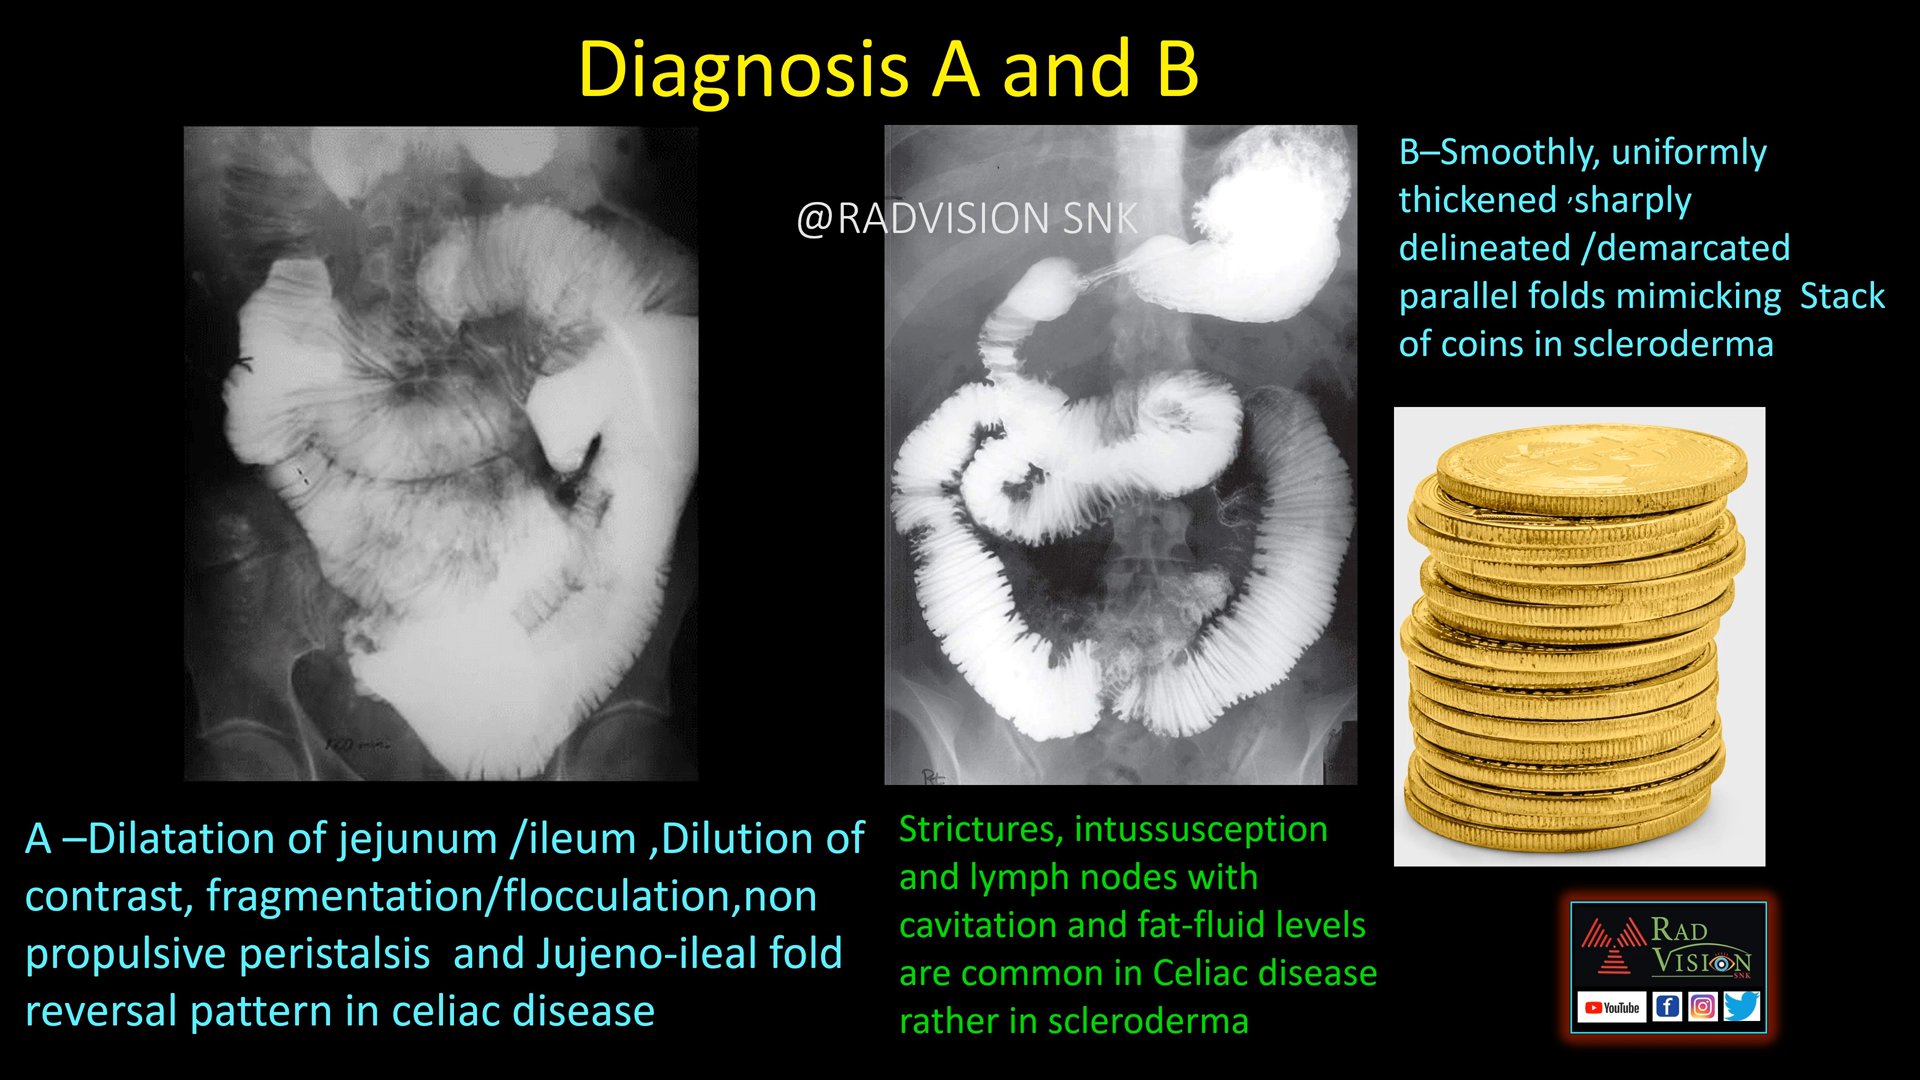 Diagnosis A and B
@RADVISION SNK
B–Smoothly, uniformly
thickened ,sharply
delineated /demarcated
parallel folds mimicking Stack
of coins in scleroderma
Rt
A –Dilatation of jejunum /ileum ,Dilution of
contrast, fragmentation/flocculation,non
propulsive peristalsis and Jujeno-ileal fold
reversal pattern in celiac disease
Strictures, intussusception
and lymph nodes with
cavitation and fat-fluid levels
are common in Celiac disease
rather in scleroderma
RAD
VISION
SNK
YouTube